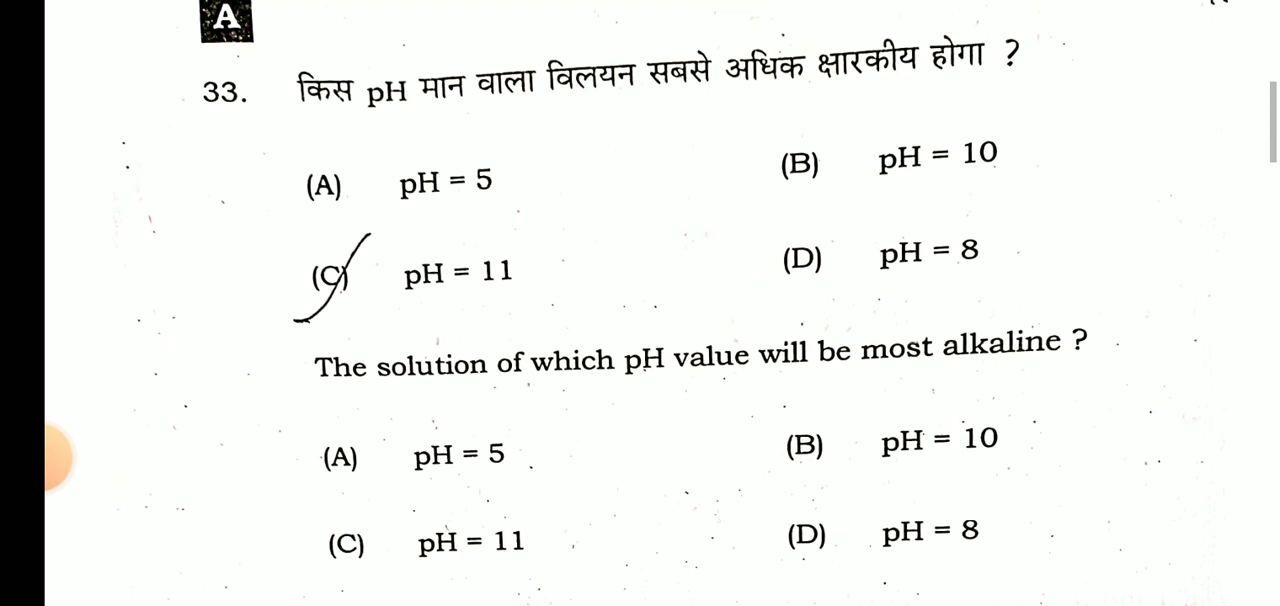 A
33. किस pH मान वाला विलयन सबसे अधिक क्षारकीय होगा ?
(A) pH = 5 (B) pH = 10
(C) pH = 11 (D) pH = 8
The solution of which pH value will be most alkaline ?
(A) pH = 5 (B) pH = 10
(C) pH = 11 (D) pH = 8